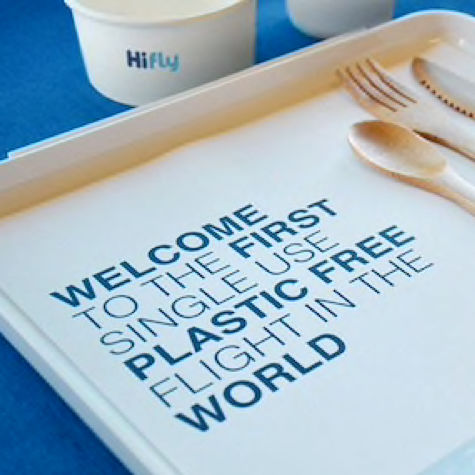 Hifly
WELCOME
TO THE FIRST
SINGLE USE
PLASTIC FREE
FLIGHT IN THE
WORLD